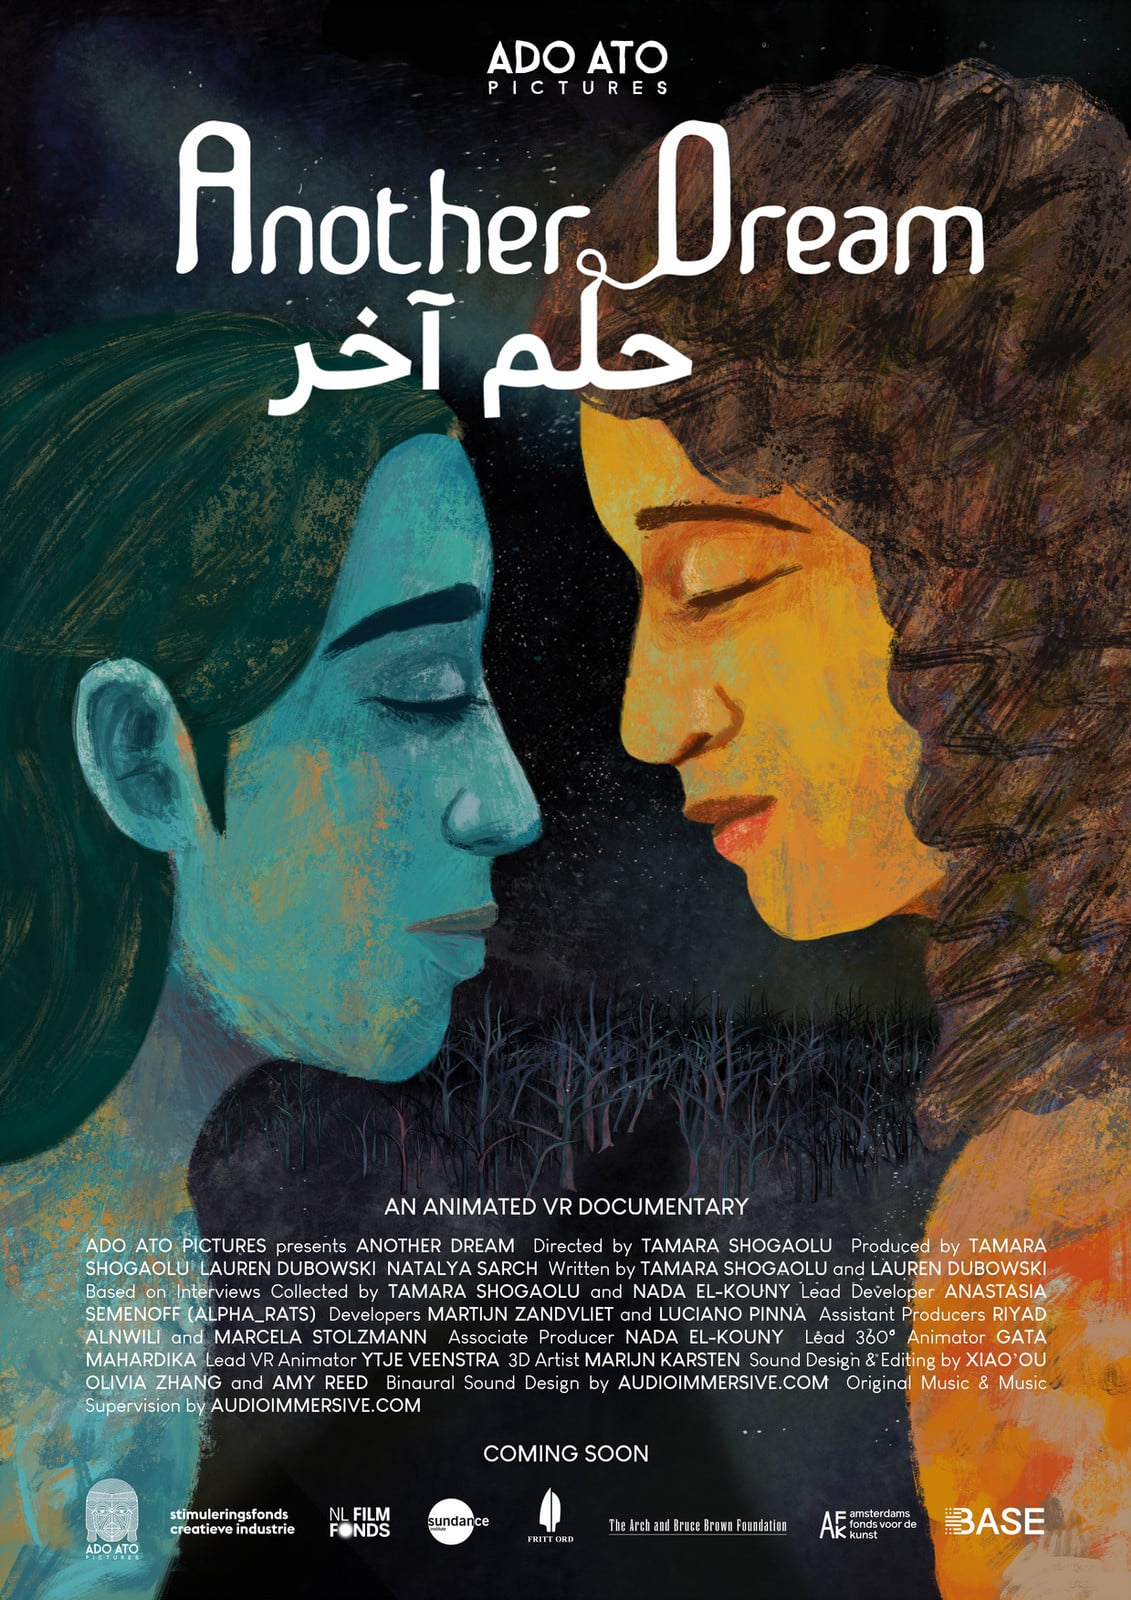 ADO ATO
PICTURES
Another Dream
حلم آخر
AN ANIMATED VR DOCUMENTARY
ADO ATO PICTURES presents ANOTHER DREAM Directed by TAMARA SHOGAOLU Produced by TAMARA
SHOGAOLU LAUREN DUBOWSKI NATALYA SARCH Written by TAMARA SHOGAOLU and LAUREN DUBOWSKI
Based on Interviews Collected by TAMARA SHOGAOLU and NADA EL-KOUNY Lead Developer ANASTASIA
SEMENOFF (ALPHA_RATS) Developers MARTIJN ZANDVLIET and LUCIANO PINNA Assistant Producers RIYAD
ALNWILI and MARCELA STOLZMANN Associate Producer NADA EL-KOUNY Lead 360° Animator GATA
MAHARDIKA Lead VR Animator YTJE VEENSTRA 3D Artist MARIJN KARSTEN Sound Design & Editing by XIAO'OU
OLIVIA ZHANG and AMY REED Binaural Sound Design by AUDIOIMMERSIVE.COM Original Music & Music
Supervision by AUDIOIMMERSIVE.COM
COMING SOON
ADO ATO
PICTURES
stimuleringsfonds
creatieve industrie
NL FILM
FONDS
sundance
institute
FRITT ORD
The Arch and Bruce Brown Foundation
AFK
amsterdams
fonds voor de
kunst
BASE